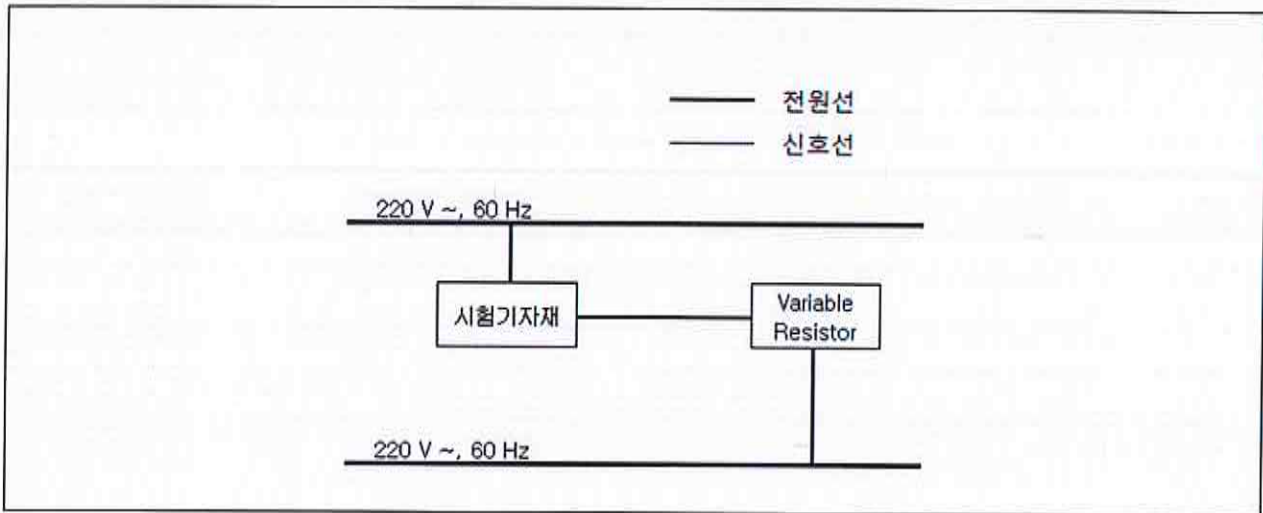 전원선
신호선
220 V ~, 60 Hz
시험기자재
Variable
Resistor
220 V ~, 60 Hz